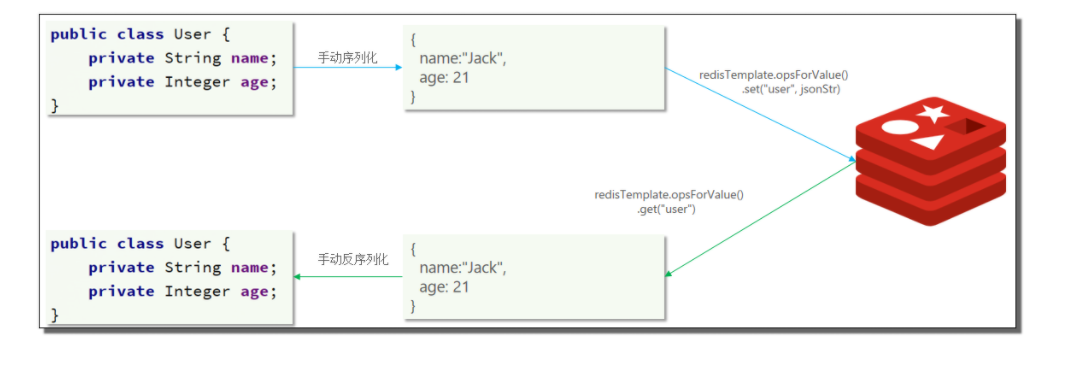 public class User {
private String name;
private Integer age;
}
手动序列化
{
name:"Jack",
age: 21
}
redisTemplate.opsForValue()
.set("user", jsonStr)
redisTemplate.opsForValue()
.get("user")
public class User {
private String name;
private Integer age;
}
手动反序列化
{
name:"Jack",
age: 21
}